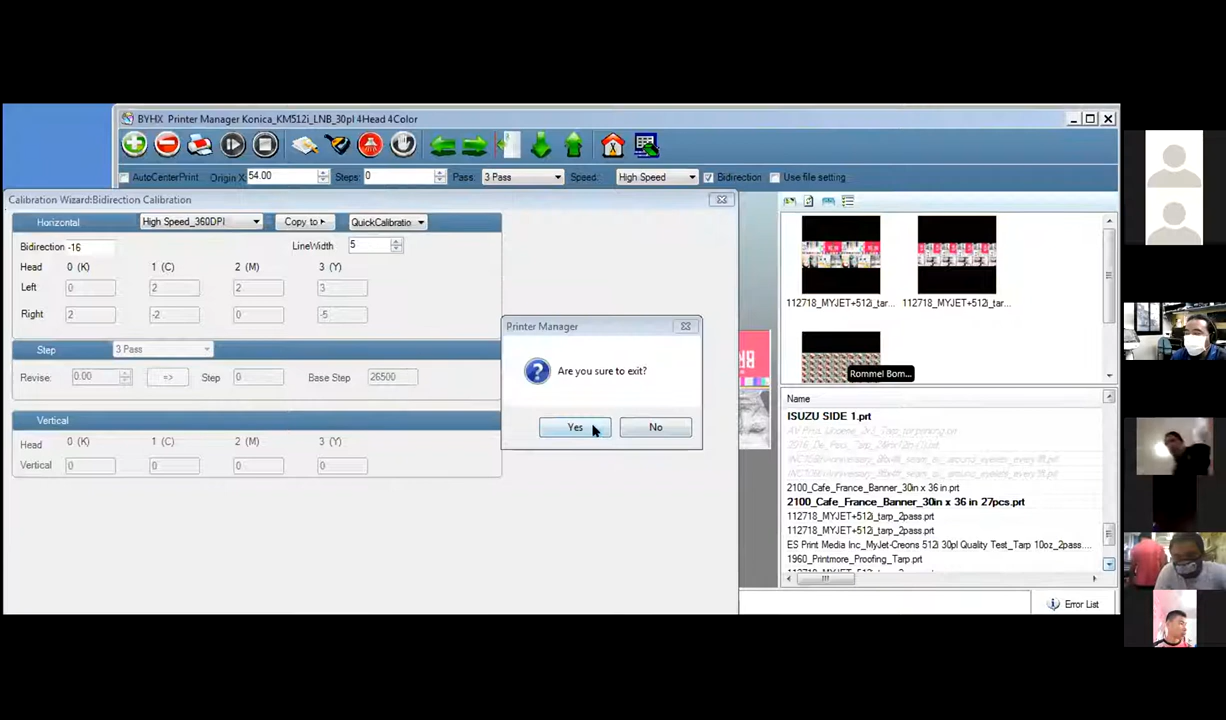 BYHX Printer Manager Konica_KM512i_LNB_30pl 4Head 4Color
AutoCenterPrint Origin X 54.00 Steps: 0 Pass: 3 Pass Speed: High Speed Bidirection Use file setting
Calibration Wizard:Bidirection Calibration
Horizontal High Speed_360DPI Copy to QuickCalibratio
Bidirection -16 LineWidth 5
Head 0 (K) 1 (C) 2 (M) 3 (Y)
Left 0 2 2 3
Right 2 -2 0 -5
Step 3 Pass
Revise: 0.00 => Step 0 Base Step 26500
Vertical
Head 0 (K) 1 (C) 2 (M) 3 (Y)
Vertical 0 0 0 0
Printer Manager
Are you sure to exit?
Yes No
112718_MYJET+512i_tar... 112718_MYJET+512i_tar...
Rommel Bom...
Name
ISUZU SIDE 1.prt
2100_Cafe_France_Banner_30in x 36 in.prt
2100_Cafe_France_Banner_30in x 36 in 27pcs.prt
112718_MYJET+512i_tarp_2pass.prt
112718_MYJET+512i_tarp_2pass.prt
ES Print Media Inc_MyJet-Creons 512i 30pl Quality Test_Tarp 10oz_2pass....
1960_Printmore_Proofing_Tarp.prt
112718_MYJET+512i_tarp_2pass.prt
Error List